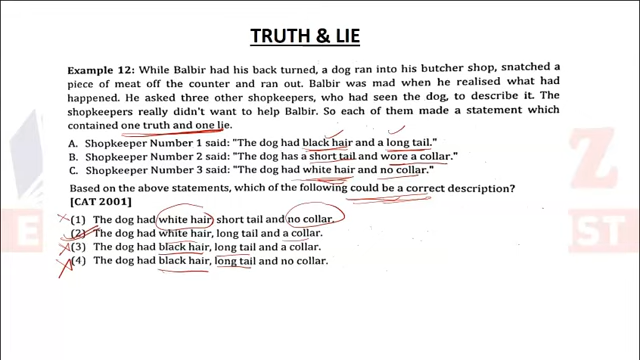 TRUTH & LIE
Example 12: While Balbir had his back turned, a dog ran into his butcher shop, snatched a
piece of meat off the counter and ran out. Balbir was mad when he realised what had
happened. He asked three other shopkeepers, who had seen the dog, to describe it. The
shopkeepers really didn't want to help Balbir. So each of them made a statement which
contained one truth and one lie.
A. Shopkeeper Number 1 said: "The dog had black hair and a long tail."
B. Shopkeeper Number 2 said: "The dog has a short tail and wore a collar."
C. Shopkeeper Number 3 said: "The dog had white hair and no collar."
Based on the above statements, which of the following could be a correct description?
[CAT 2001]
(1) The dog had white hair, short tail and no collar.
(2) The dog had white hair, long tail and a collar.
(3) The dog had black hair, long tail and a collar.
(4) The dog had black hair, long tail and no collar.